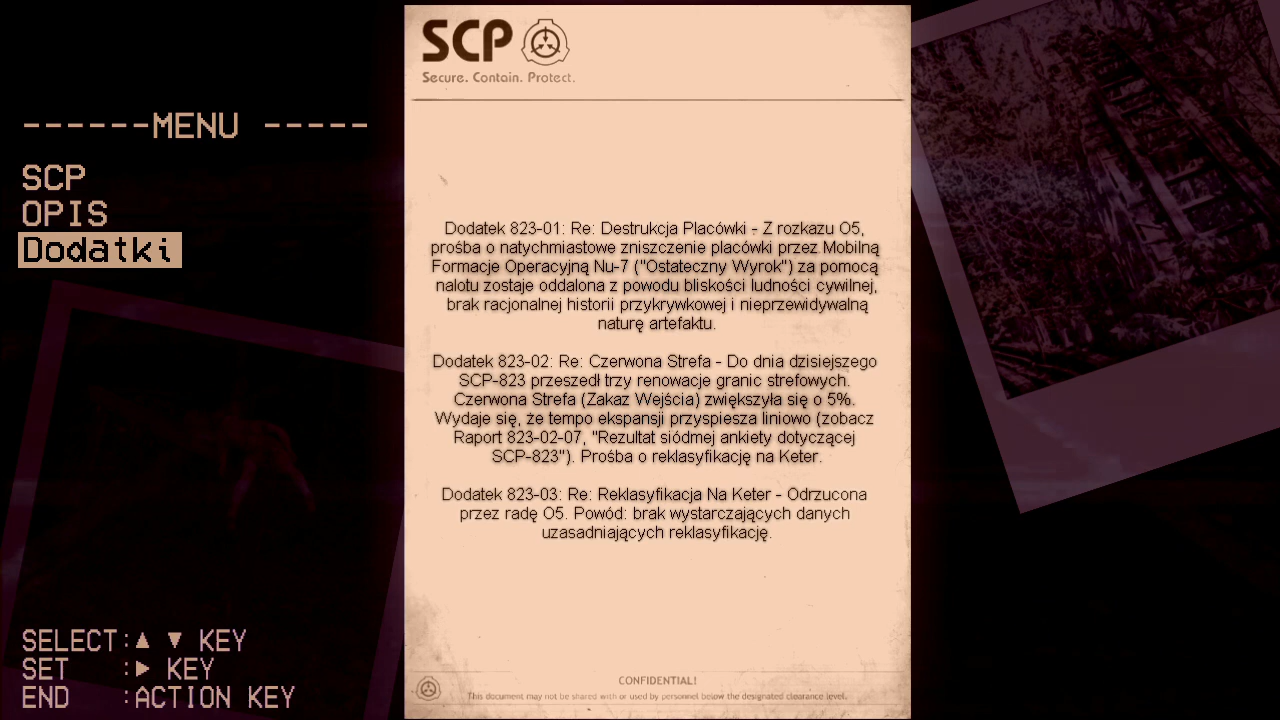 ------MENU -----
SCP
OPIS
Dodatki
SELECT:▲ ▼ KEY
SET :► KEY
END :ACTION KEY
SCP
Secure. Contain. Protect.
Dodatek 823-01: Re: Destrukcja Placówki - Z rozkazu O5,
prośba o natychmiastowe zniszczenie placówki przez Mobilną
Formacje Operacyjną Nu-7 ("Ostateczny Wyrok") za pomocą
nalotu zostaje oddalona z powodu bliskości ludności cywilnej,
brak racjonalnej historii przykrywkowej i nieprzewidywalną
naturę artefaktu.
Dodatek 823-02: Re: Czerwona Strefa - Do dnia dzisiejszego
SCP-823 przeszedł trzy renowacje granic strefowych.
Czerwona Strefa (Zakaz Wejścia) zwiększyła się o 5%.
Wydaje się, że tempo ekspansji przyspiesza liniowo (zobacz
Raport 823-02-07, "Rezultat siódmej ankiety dotyczącej
SCP-823"). Prośba o reklasyfikację na Keter.
Dodatek 823-03: Re: Reklasyfikacja Na Keter - Odrzucona
przez radę O5. Powód: brak wystarczających danych
uzasadniających reklasyfikację.
CONFIDENTIAL!
This document may not be shared with or used by personnel below the designated clearance level.